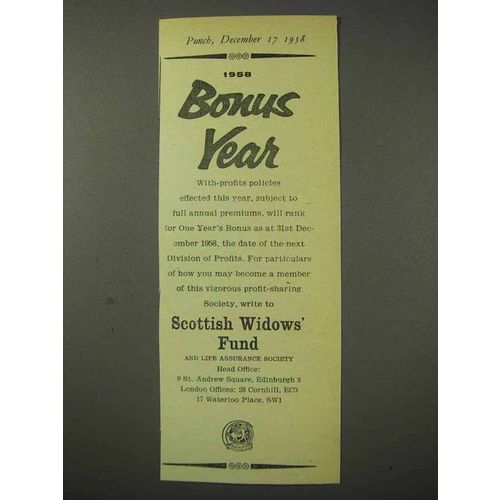 Punch, December 17 1958
1958
Bonus
Year
With-profits policies
effected this year, subject to
full annual premiums, will rank
for One Year's Bonus as at 31st Dec-
ember 1958, the date of the next
Division of Profits. For particulars
of how you may become a member
of this vigorous profit-sharing
Society, write to
Scottish Widows'
Fund
AND LIFE ASSURANCE SOCIETY
Head Office:
9 St. Andrew Square, Edinburgh 2
London Offices: 28 Cornhill, EC3
17 Waterloo Place, SW1